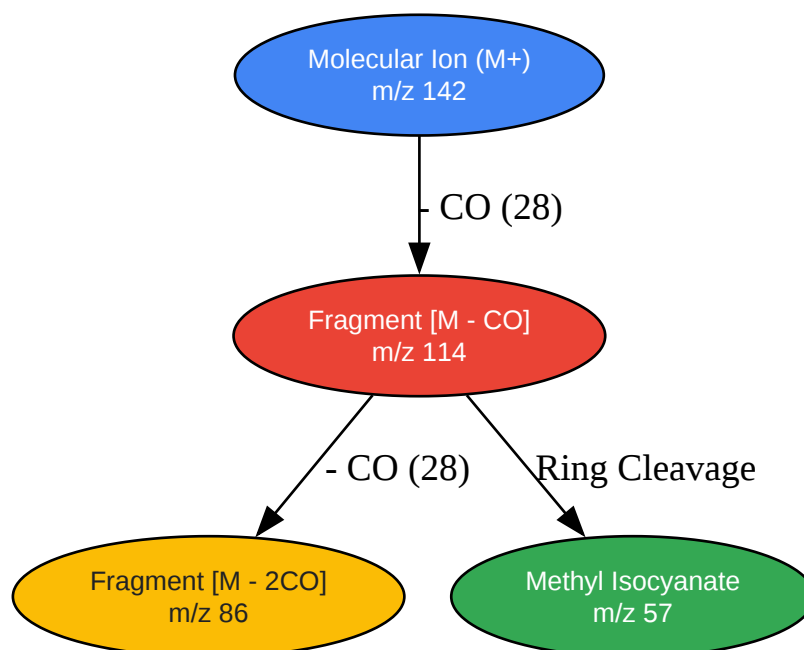 Molecular Ion (M+)
m/z 142
- CO (28)
Fragment [M - CO]
m/z 114
- CO (28)
Ring Cleavage
Fragment [M - 2CO]
m/z 86
Methyl Isocyanate
m/z 57